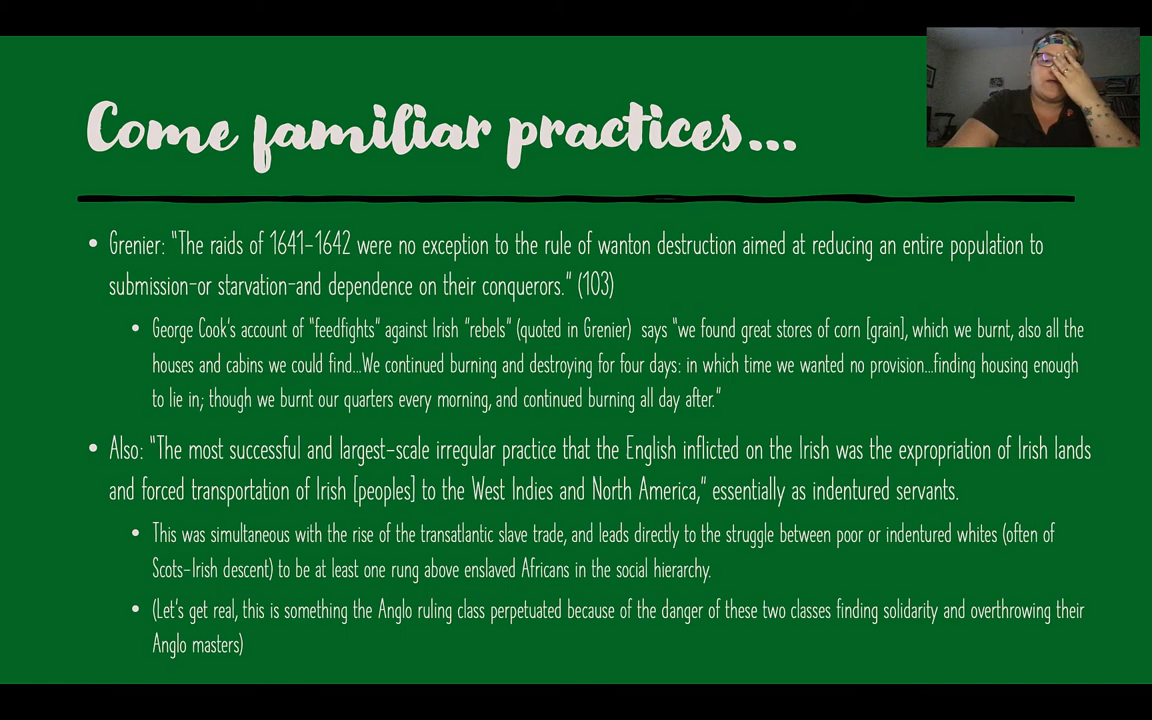 Come familiar practices...
• Grenier: "The raids of 1641-1642 were no exception to the rule of wanton destruction aimed at reducing an entire population to
submission-or starvation-and dependence on their conquerors." (103)
• George Cook's account of "feedfights" against Irish "rebels" (quoted in Grenier) says "we found great stores of corn [grain], which we burnt, also all the
houses and cabins we could find...We continued burning and destroying for four days: in which time we wanted no provision...finding housing enough
to lie in; though we burnt our quarters every morning, and continued burning all day after."
• Also: "The most successful and largest-scale irregular practice that the English inflicted on the Irish was the expropriation of Irish lands
and forced transportation of Irish [peoples] to the West Indies and North America," essentially as indentured servants.
• This was simultaneous with the rise of the transatlantic slave trade, and leads directly to the struggle between poor or indentured whites (often of
Scots-Irish descent) to be at least one rung above enslaved Africans in the social hierarchy.
• (Let's get real, this is something the Anglo ruling class perpetuated because of the danger of these two classes finding solidarity and overthrowing their
Anglo masters)